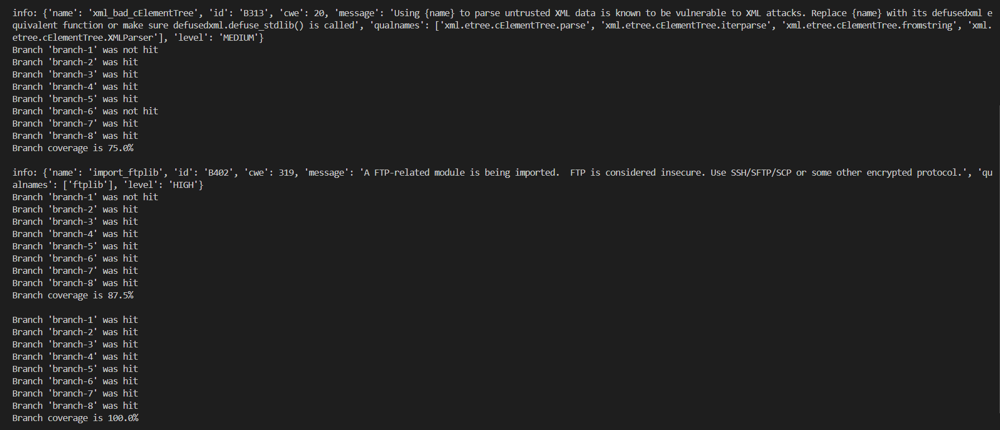 info: {'name': 'xml_bad_cElementTree', 'id': 'B313', 'cwe': 20, 'message': 'Using {name} to parse untrusted XML data is known to be vulnerable to XML attacks. Replace {name} with its defusedxml e
quivalent function or make sure defusedxml.defuse_stdlib() is called', 'qualnames': ['xml.etree.cElementTree.parse', 'xml.etree.cElementTree.iterparse', 'xml.etree.cElementTree.fromstring', 'xml.
etree.cElementTree.XMLParser'], 'level': 'MEDIUM'}
Branch 'branch-1' was not hit
Branch 'branch-2' was hit
Branch 'branch-3' was hit
Branch 'branch-4' was hit
Branch 'branch-5' was hit
Branch 'branch-6' was not hit
Branch 'branch-7' was hit
Branch 'branch-8' was hit
Branch coverage is 75.0%

info: {'name': 'import_ftplib', 'id': 'B402', 'cwe': 319, 'message': 'A FTP-related module is being imported.  FTP is considered insecure. Use SSH/SFTP/SCP or some other encrypted protocol.', 'qu
alnames': ['ftplib'], 'level': 'HIGH'}
Branch 'branch-1' was not hit
Branch 'branch-2' was hit
Branch 'branch-3' was hit
Branch 'branch-4' was hit
Branch 'branch-5' was hit
Branch 'branch-6' was hit
Branch 'branch-7' was hit
Branch 'branch-8' was hit
Branch coverage is 87.5%

Branch 'branch-1' was hit
Branch 'branch-2' was hit
Branch 'branch-3' was hit
Branch 'branch-4' was hit
Branch 'branch-5' was hit
Branch 'branch-6' was hit
Branch 'branch-7' was hit
Branch 'branch-8' was hit
Branch coverage is 100.0%